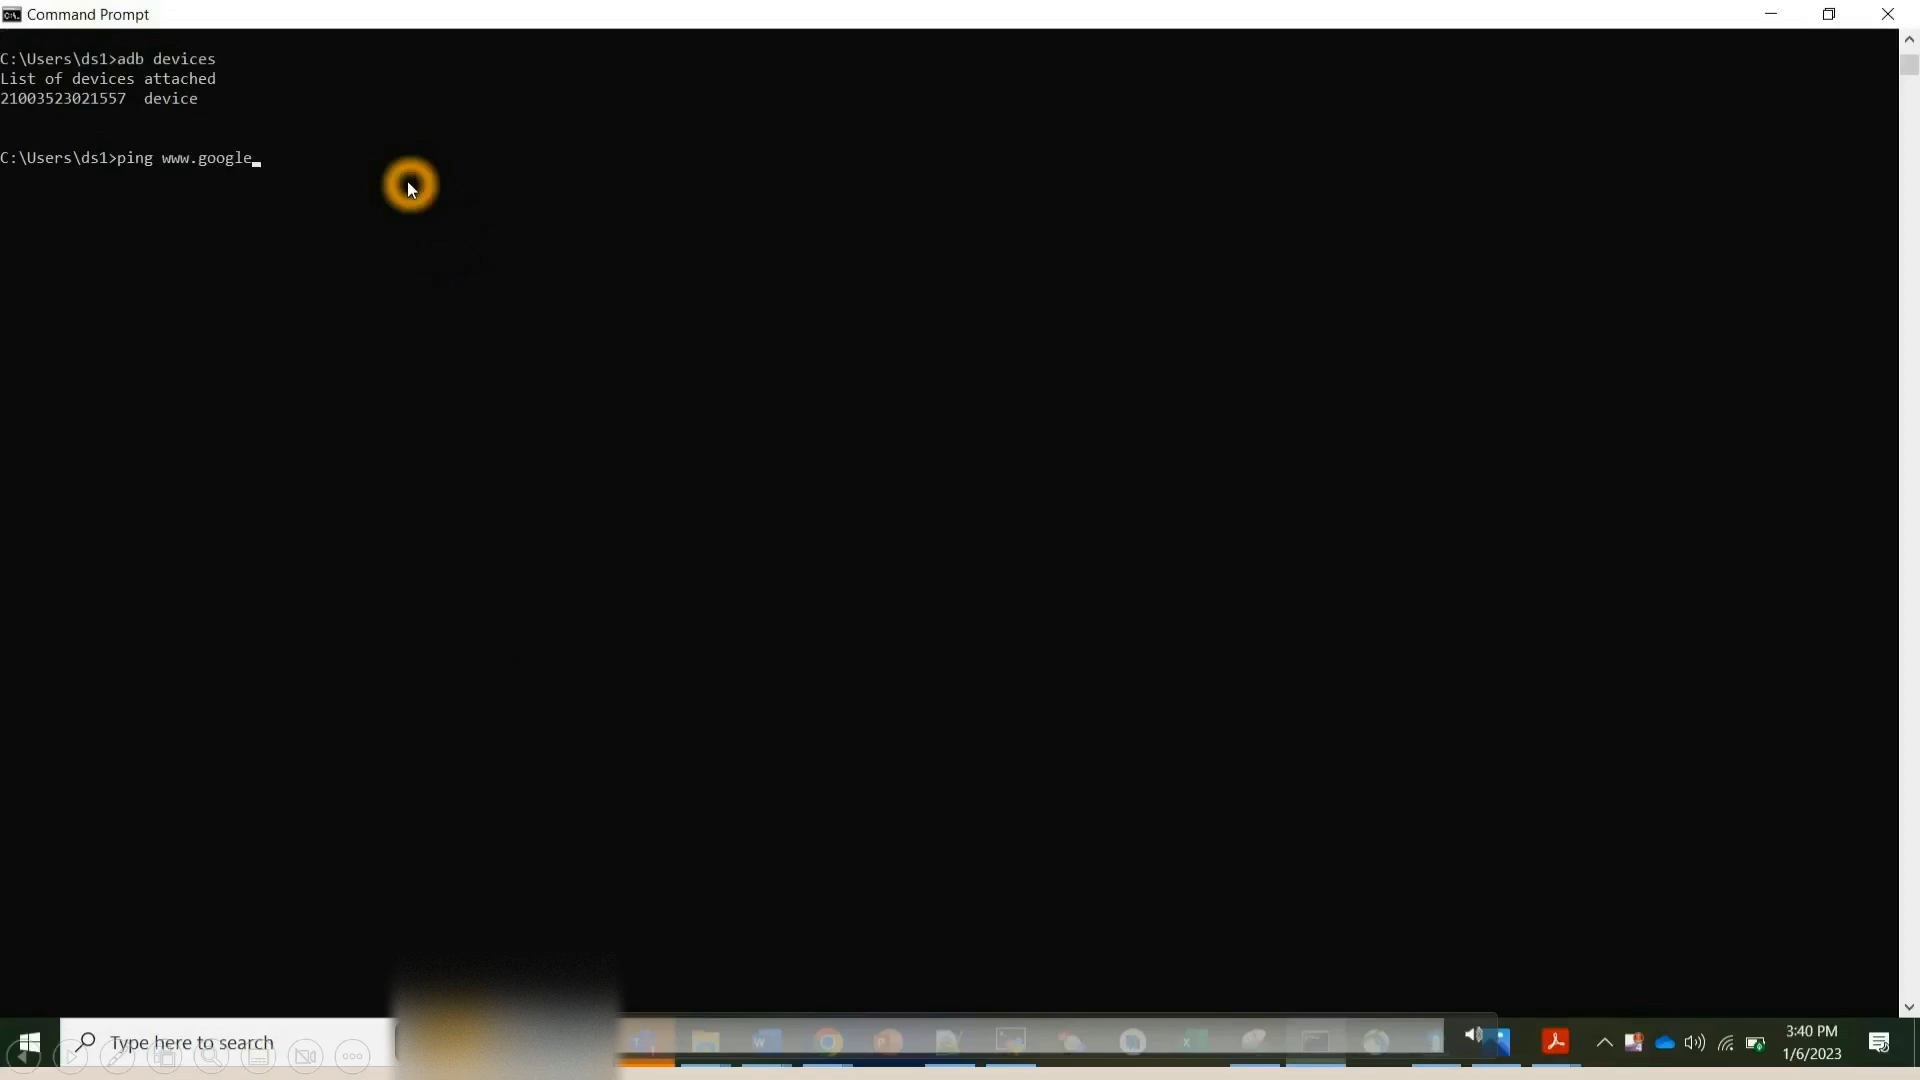 Command Prompt
C:\Users\ds1>adb devices
List of devices attached
21003523021557  device
C:\Users\ds1>ping www.google_
Type here to search
3:40 PM
1/6/2023